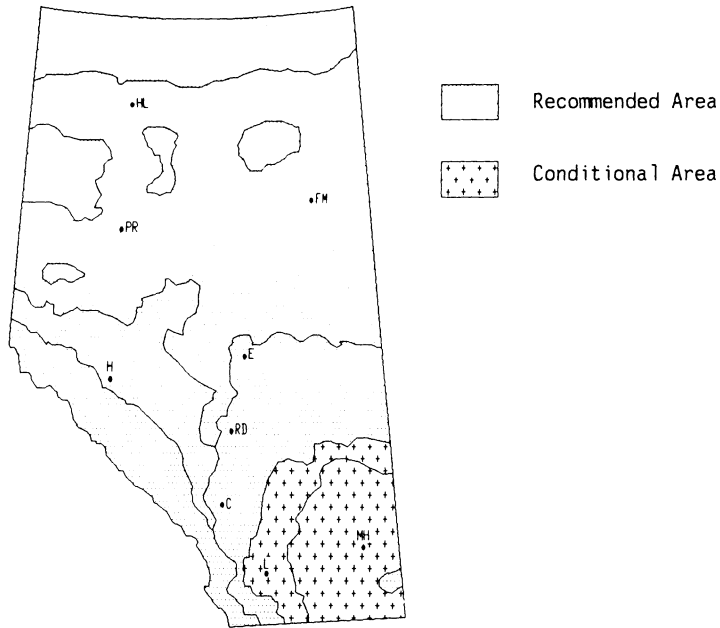 HL
Recommended Area
Conditional Area
FM
PR
E
H
RD
C
MH
L